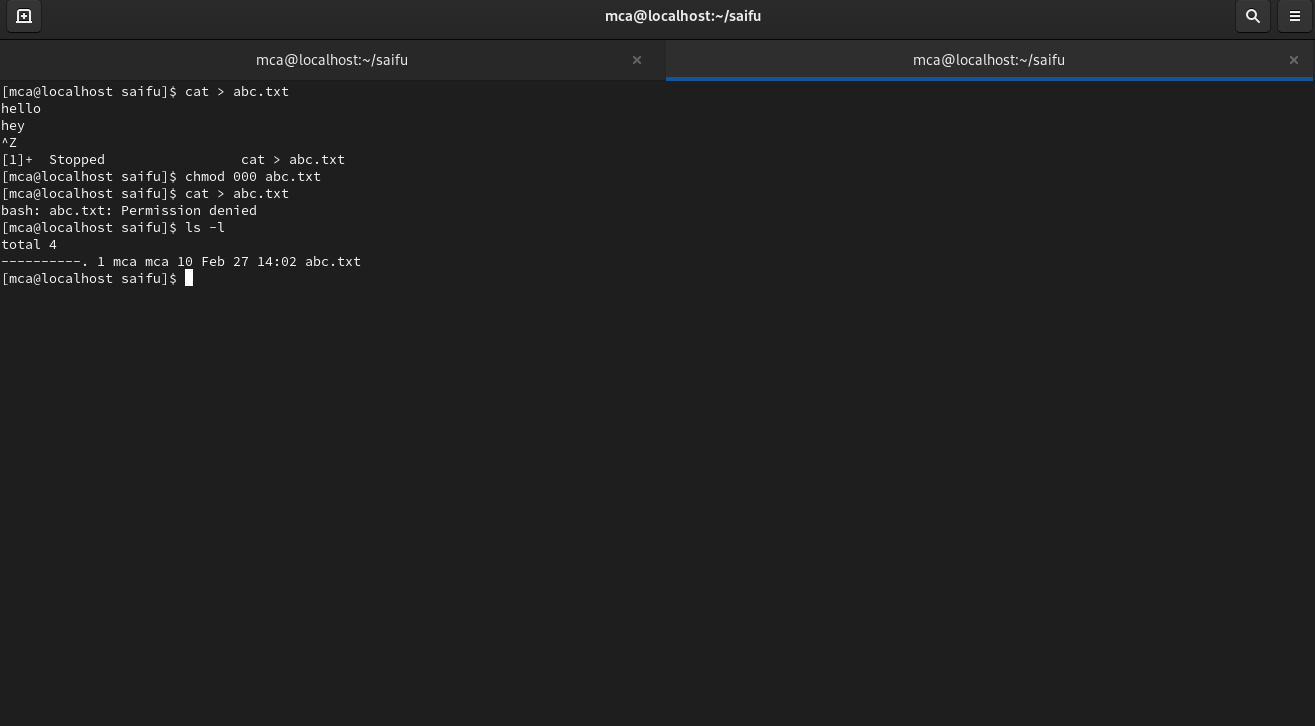 mca@localhost:~/saifu
mca@localhost:~/saifu × mca@localhost:~/saifu ×
[mca@localhost saifu]$ cat > abc.txt
hello
hey
^Z
[1]+  Stopped                 cat > abc.txt
[mca@localhost saifu]$ chmod 000 abc.txt
[mca@localhost saifu]$ cat > abc.txt
bash: abc.txt: Permission denied
[mca@localhost saifu]$ ls -l
total 4
----------. 1 mca mca 10 Feb 27 14:02 abc.txt
[mca@localhost saifu]$